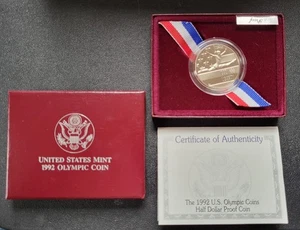 UNITED STATES MINT
1992 OLYMPIC COIN
Certificate of Authenticity
The 1992 U.S. Olympic Coins
Half Dollar Proof Coin